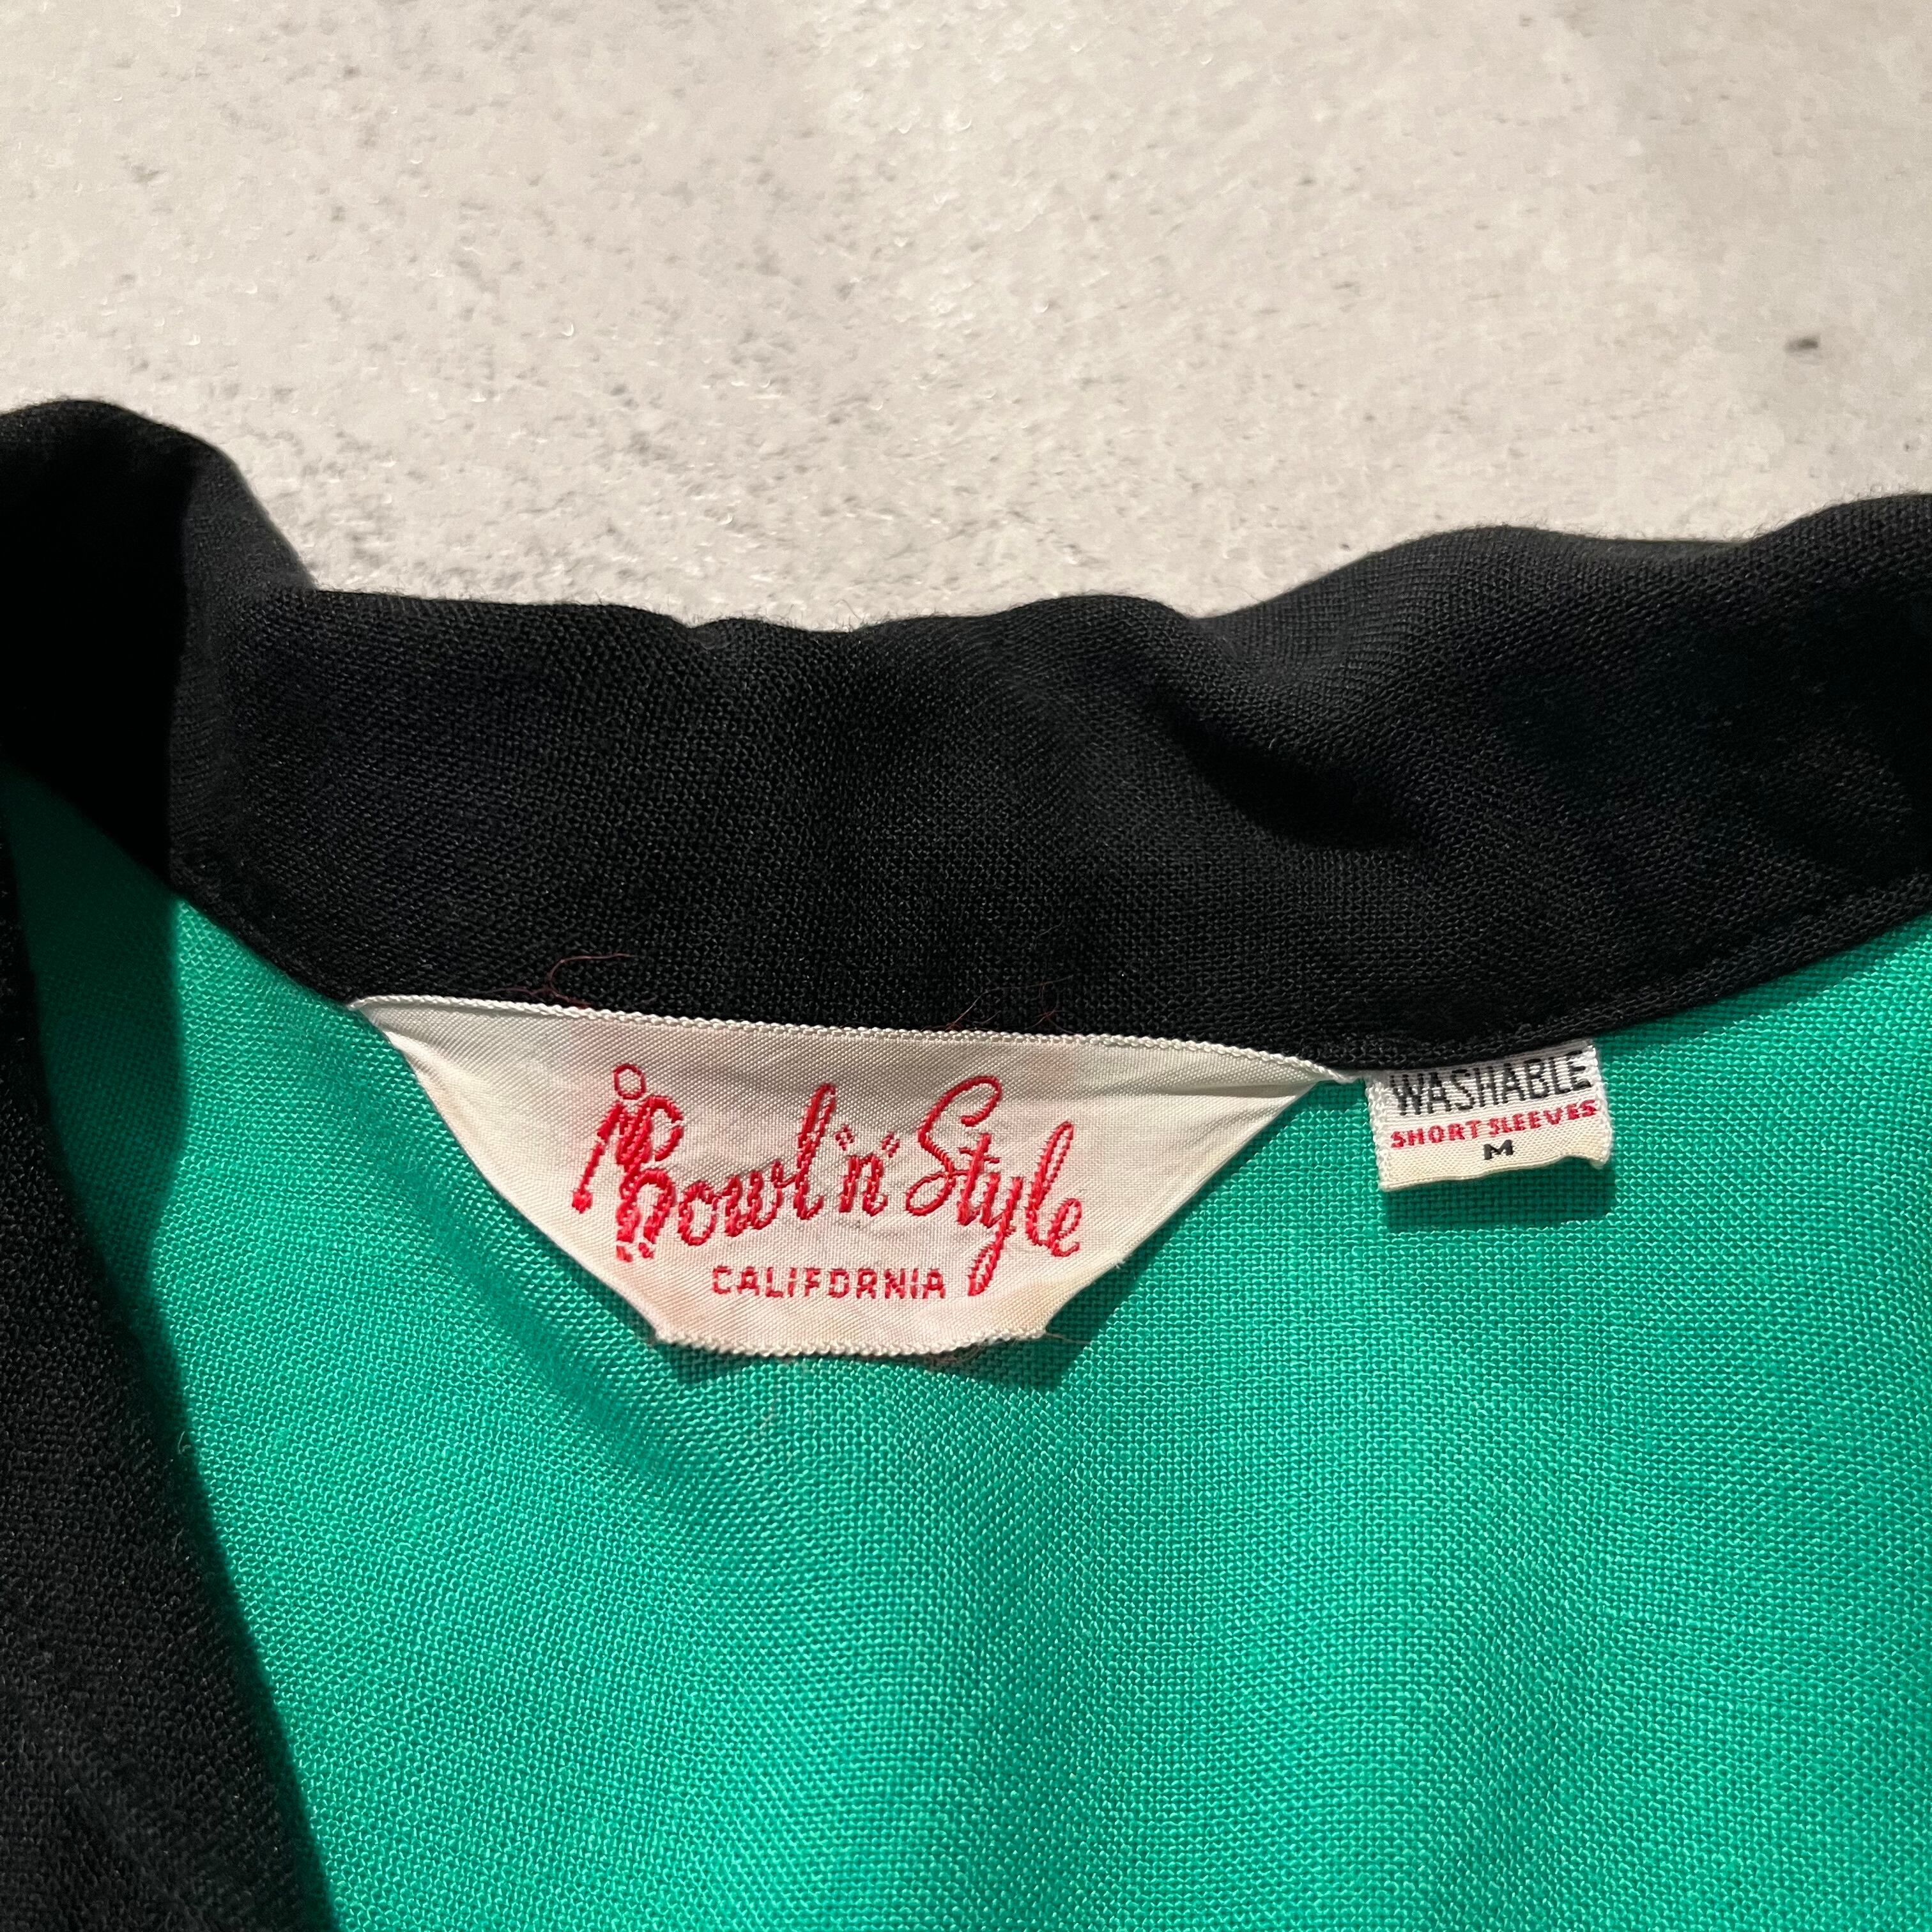 Bowl "n" Style
CALIFORNIA
WASHABLE
SHORT SLEEVES
M